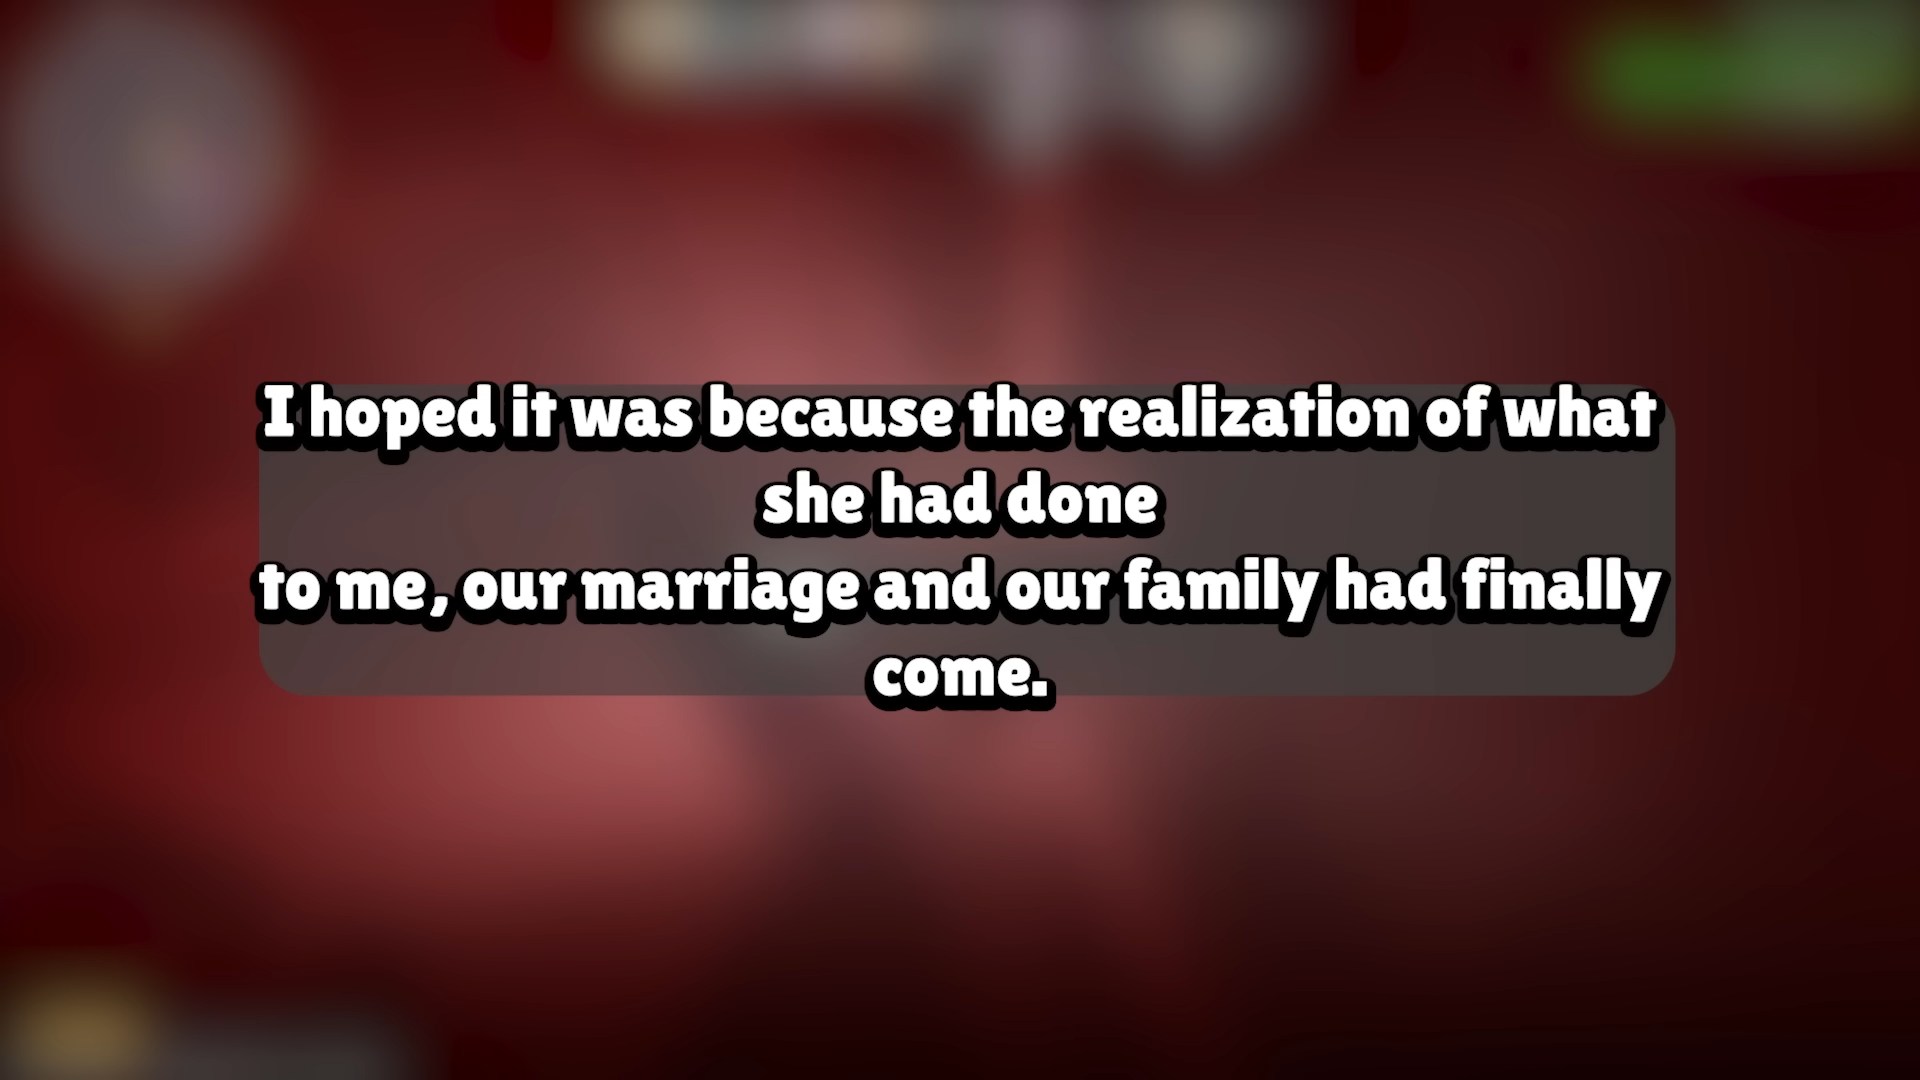 I hoped it was because the realization of what
she had done
to me, our marriage and our family had finally
come.